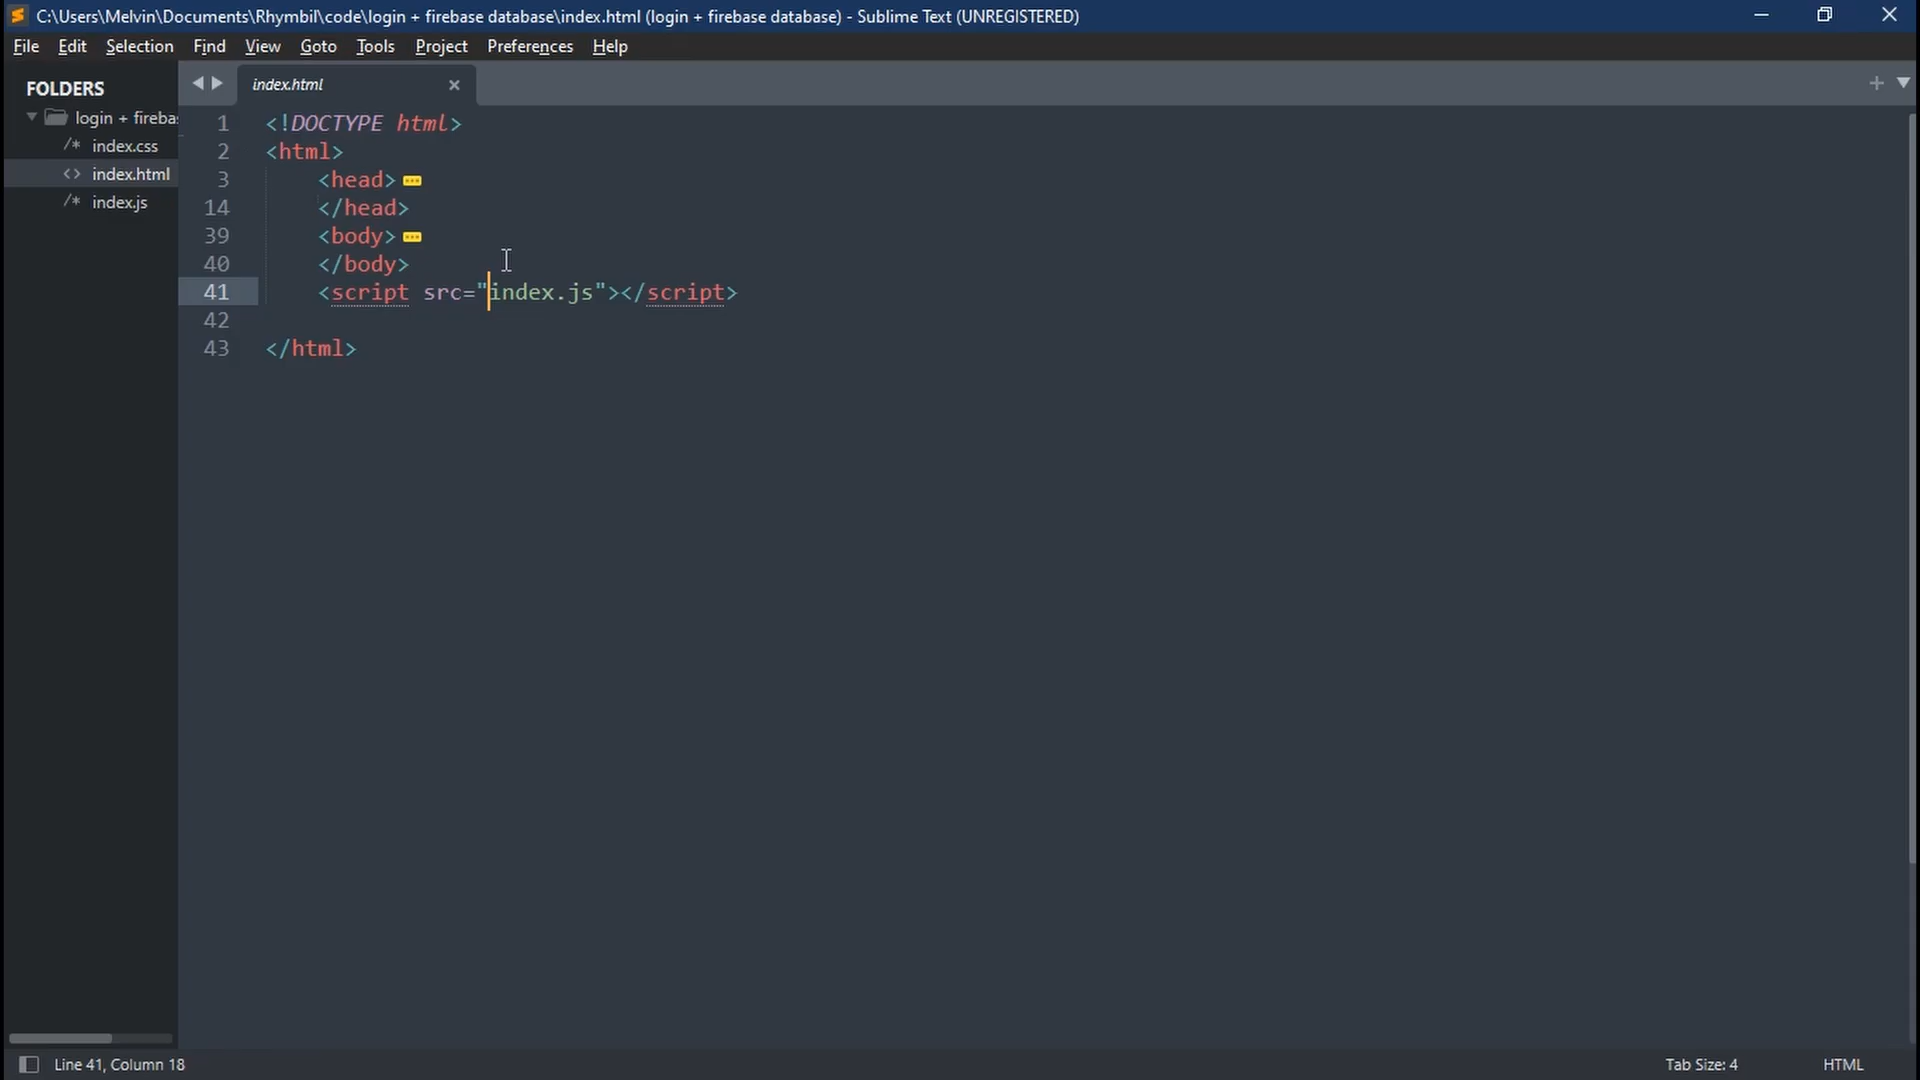 C:\Users\Melvin\Documents\Rhymbil\code\login + firebase database\index.html (login + firebase database) - Sublime Text (UNREGISTERED)
File Edit Selection Find View Goto Tools Project Preferences Help
FOLDERS
login + firebas
index.css
index.html
index.js
index.html
1 <!DOCTYPE html>
2 <html>
3 <head>
14 </head>
39 <body>
40 </body>
41 <script src="index.js"></script>
42
43 </html>
Line 41, Column 18
Tab Size: 4
HTML